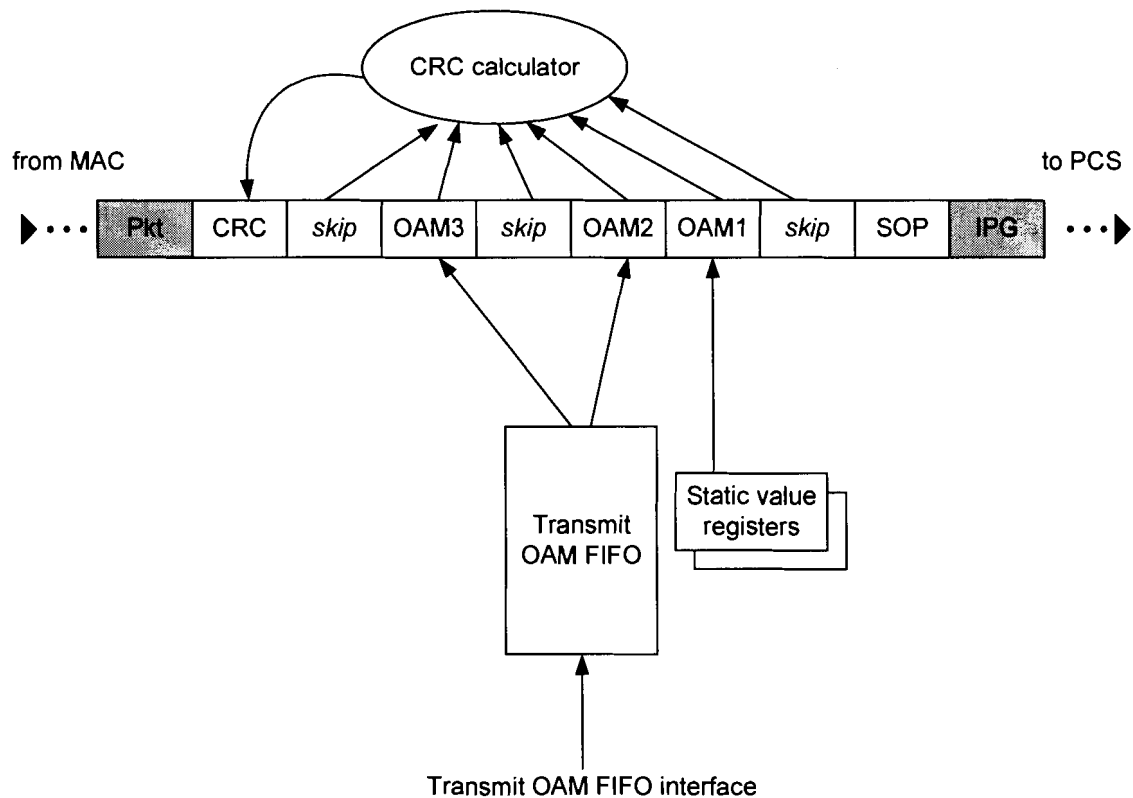 CRC calculator
from MAC
to PCS
Pkt CRC skip OAM3 skip OAM2 OAM1 skip SOP IPG
Static value
registers
Transmit
OAM FIFO
Transmit OAM FIFO interface